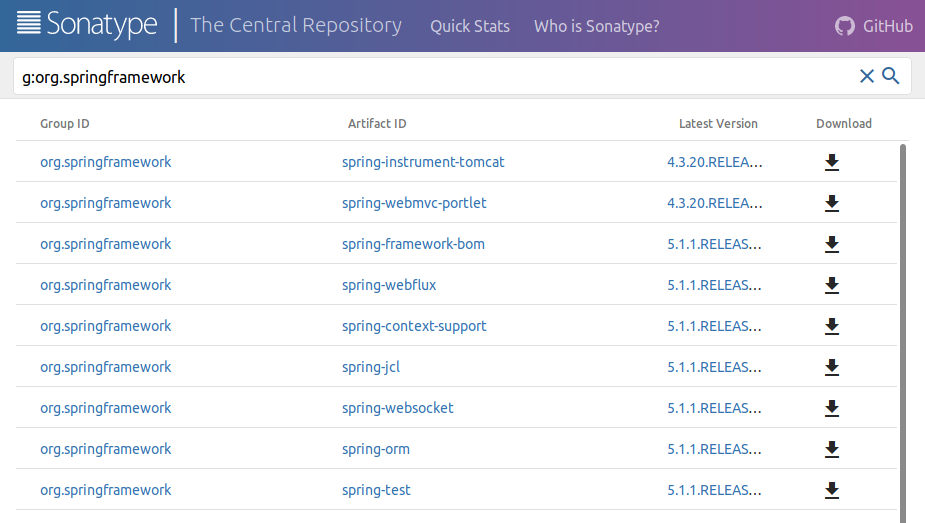 Sonatype The Central Repository Quick Stats Who is Sonatype? GitHub
g:org.springframework
Group ID Artifact ID Latest Version Download
org.springframework spring-instrument-tomcat 4.3.20.RELEA...
org.springframework spring-webmvc-portlet 4.3.20.RELEA...
org.springframework spring-framework-bom 5.1.1.RELEAS...
org.springframework spring-webflux 5.1.1.RELEAS...
org.springframework spring-context-support 5.1.1.RELEAS...
org.springframework spring-jcl 5.1.1.RELEAS...
org.springframework spring-websocket 5.1.1.RELEAS...
org.springframework spring-orm 5.1.1.RELEAS...
org.springframework spring-test 5.1.1.RELEAS...